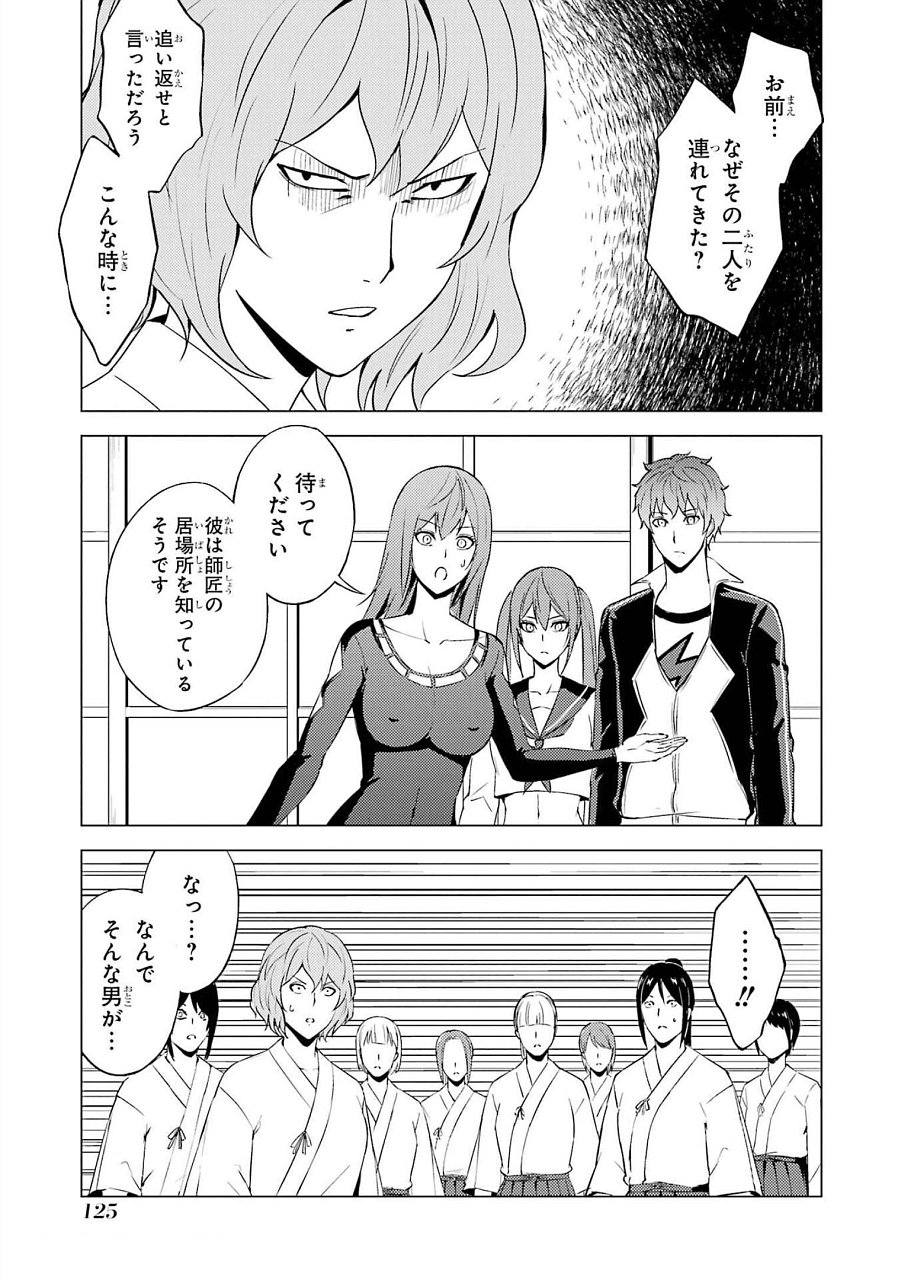 お前…
なぜその二人を
連れてきた?
追い返せと
言っただろう
こんな時に…
待って
ください
彼は師匠の
居場所を知っている
そうです
……!!
なっ…?
なんで
そんな男が…
125